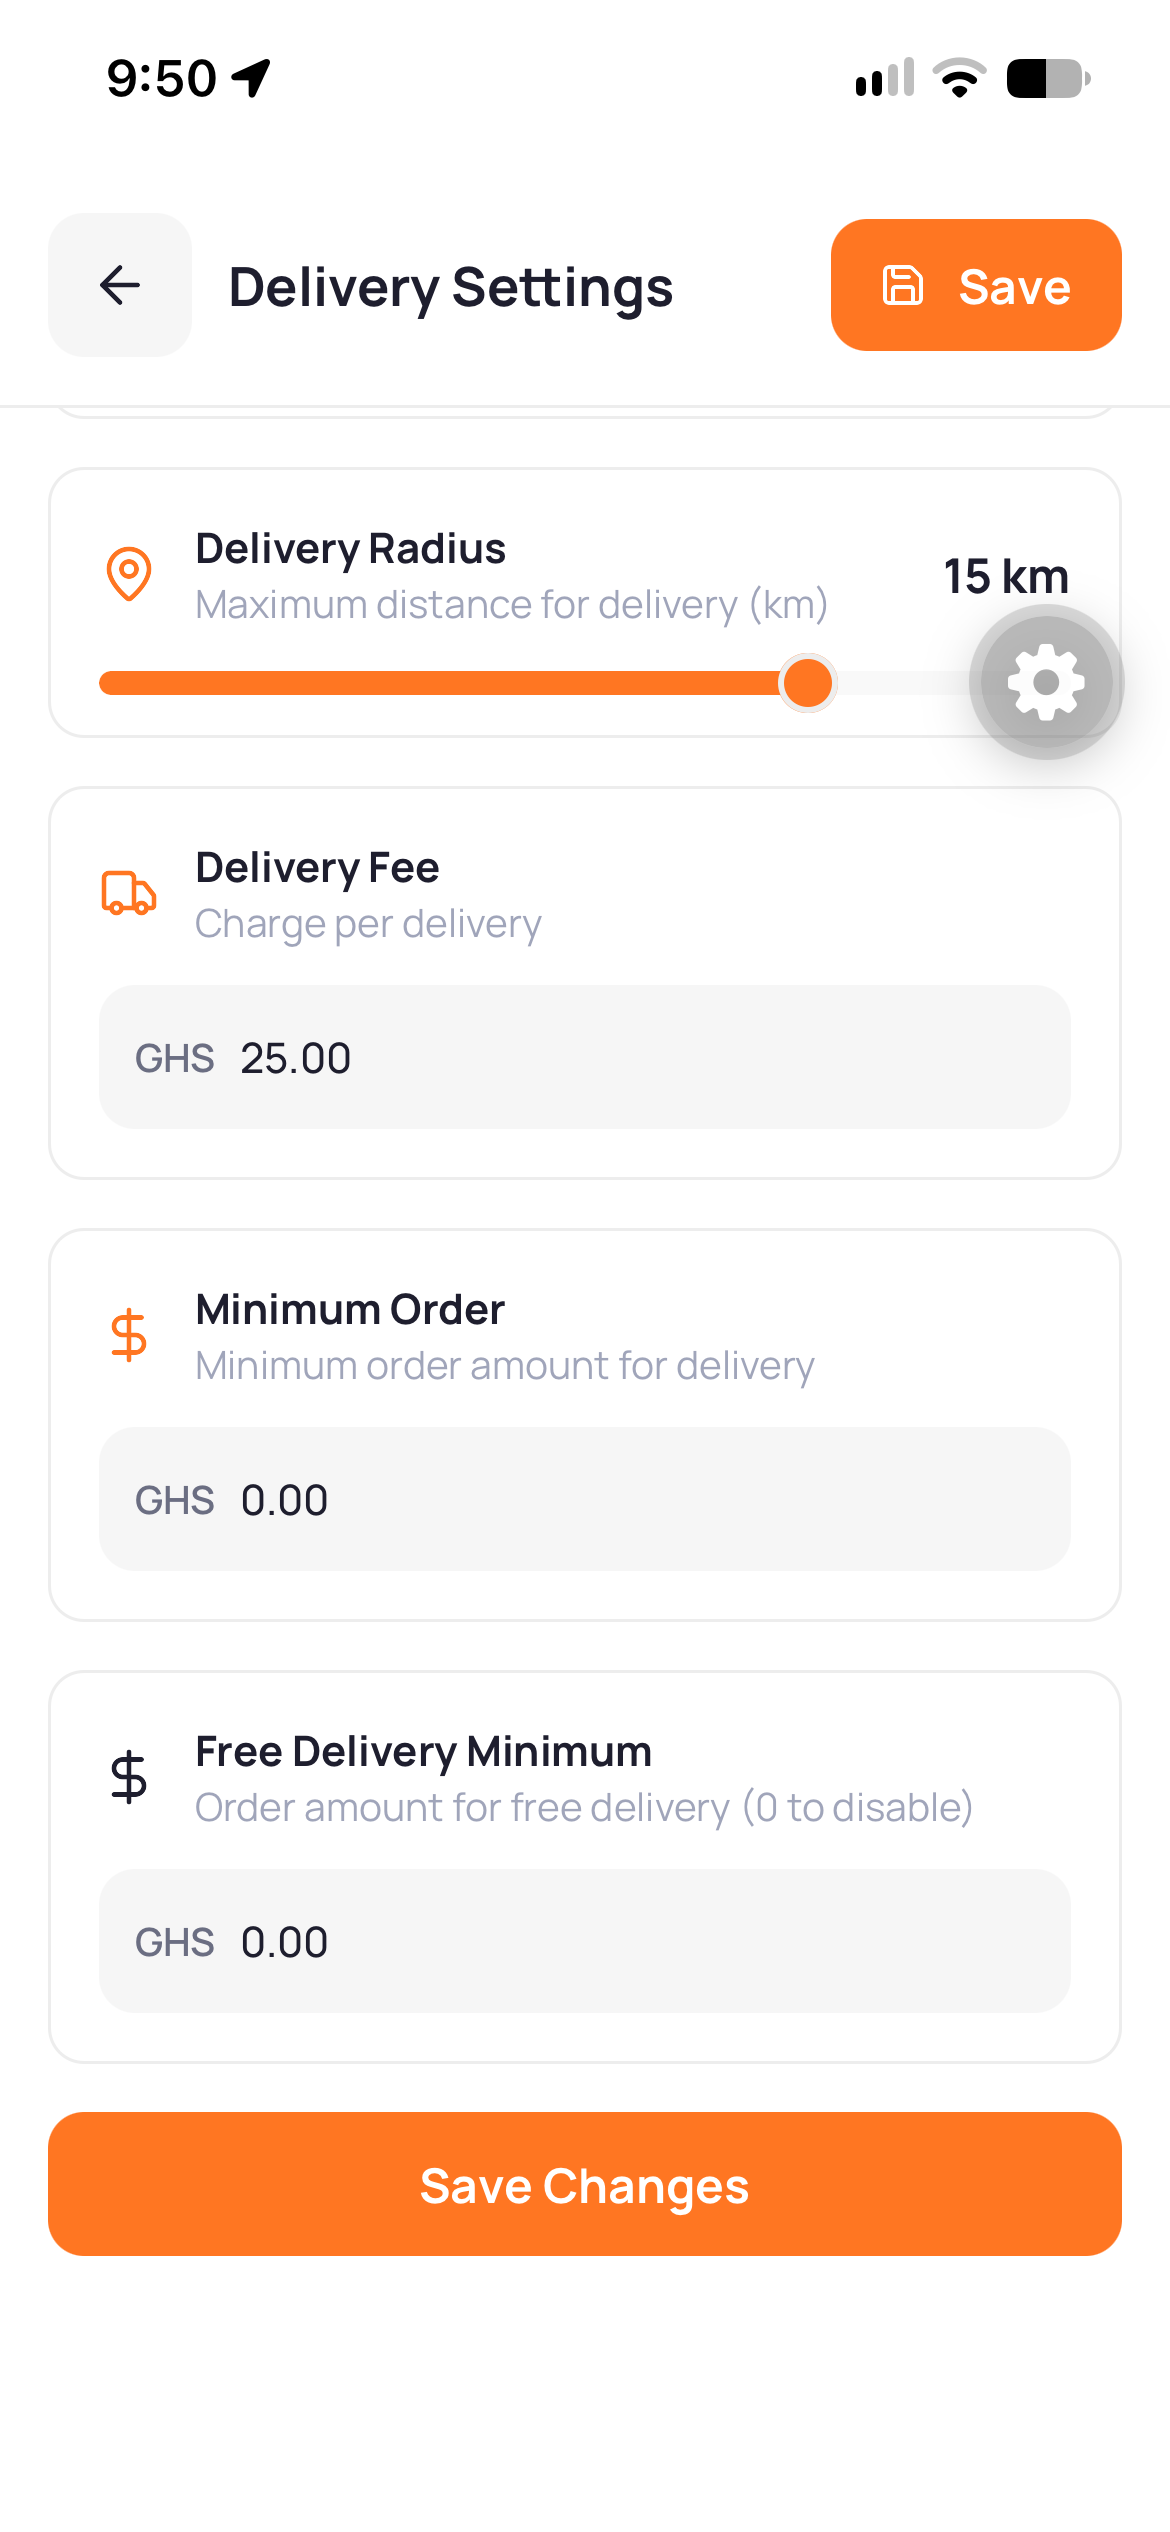 9:50
Delivery Settings
Save
Delivery Radius
Maximum distance for delivery (km)
15 km
Delivery Fee
Charge per delivery
GHS 25.00
Minimum Order
Minimum order amount for delivery
GHS 0.00
Free Delivery Minimum
Order amount for free delivery (0 to disable)
GHS 0.00
Save Changes